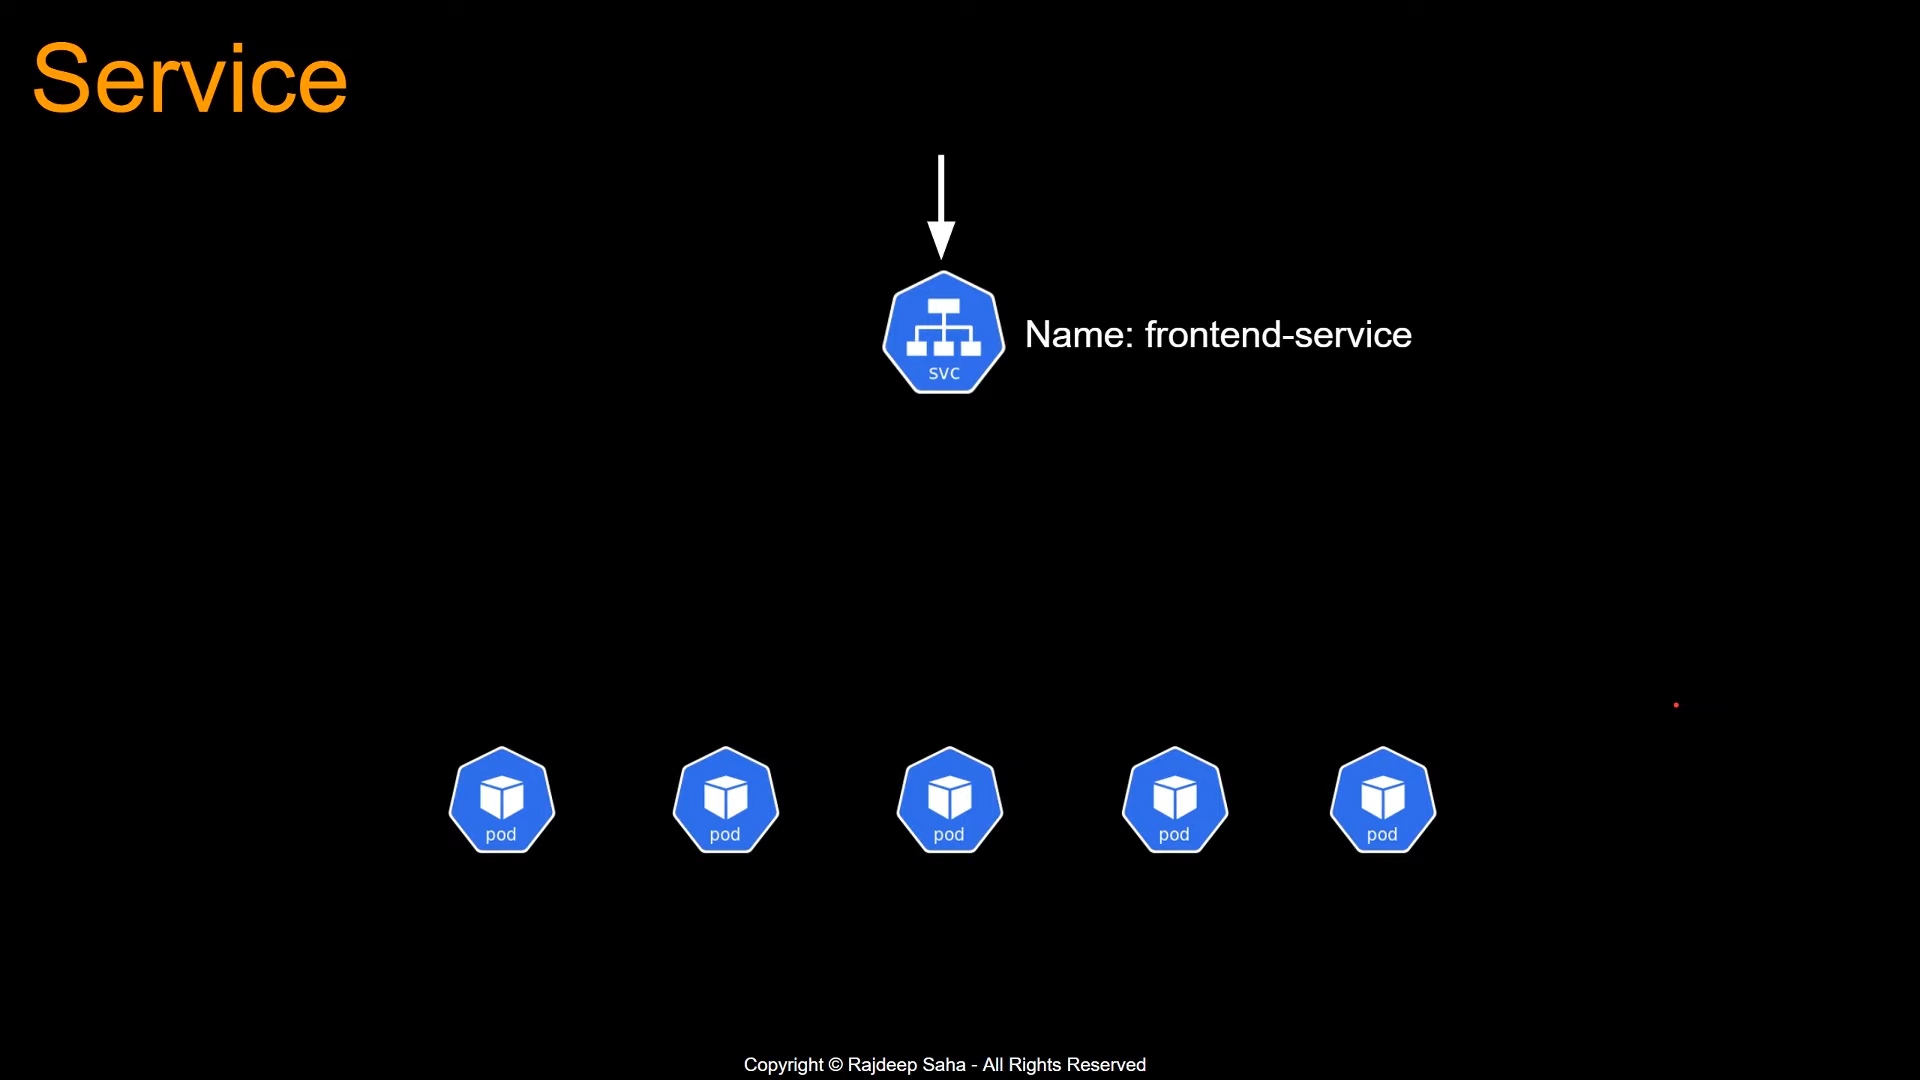 Service
Name: frontend-service
svc
pod
pod
pod
pod
pod
Copyright © Rajdeep Saha - All Rights Reserved